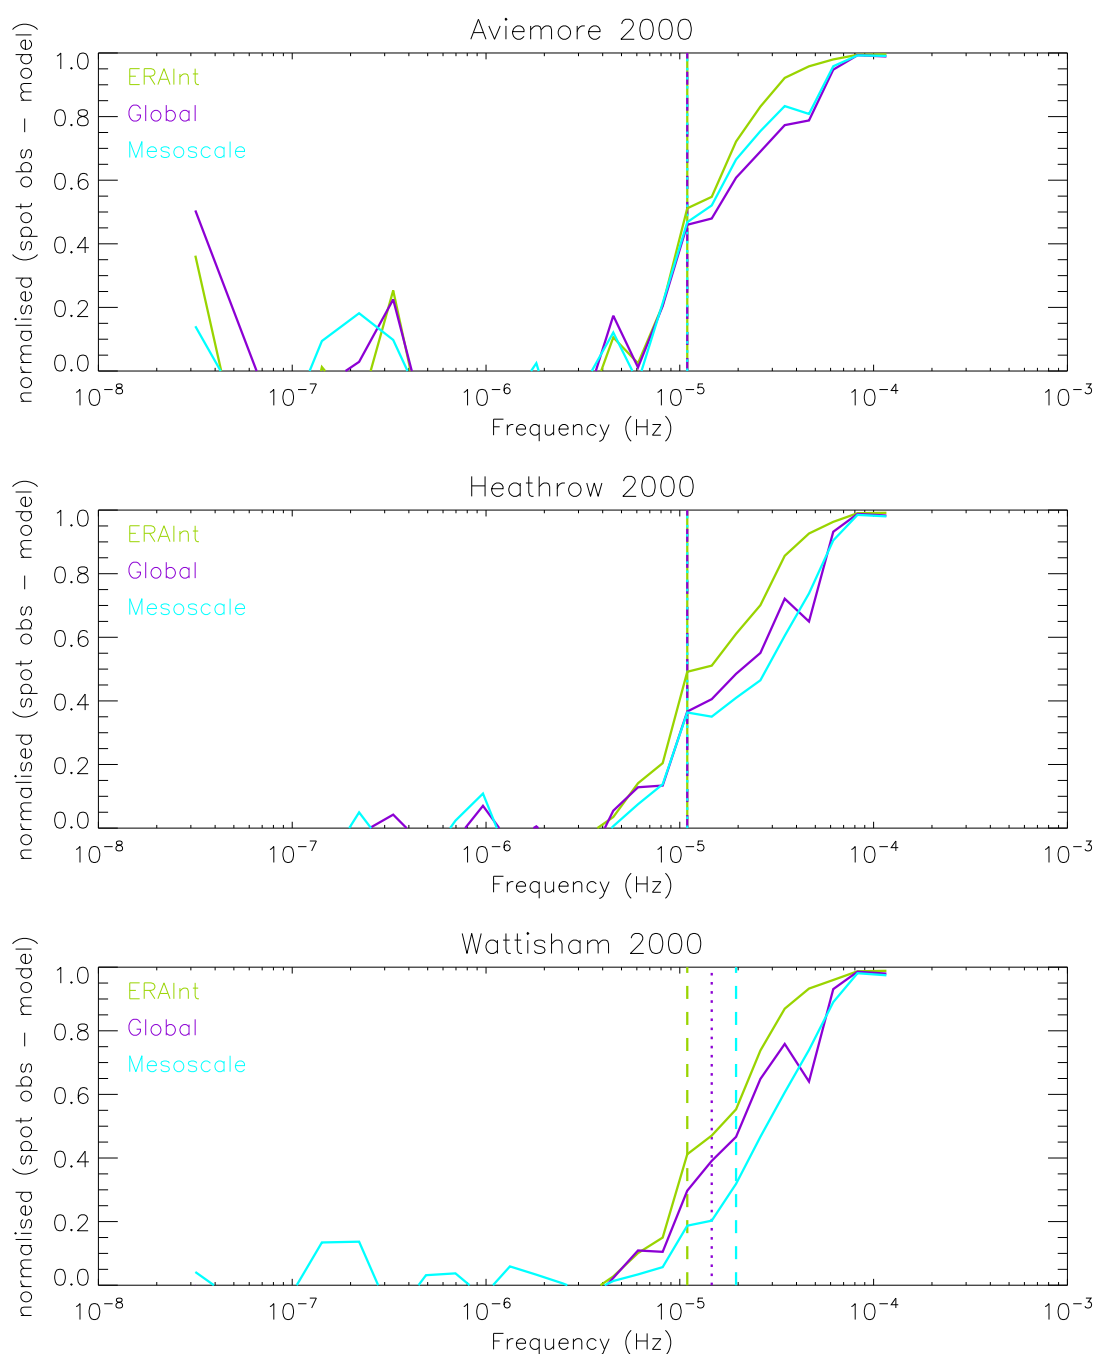 Aviemore 2000
normalised (spot obs − model)
1.0
0.8
0.6
0.4
0.2
0.0
ERAInt
Global
Mesoscale
10⁻⁸ 10⁻⁷ 10⁻⁶ 10⁻⁵ 10⁻⁴ 10⁻³
Frequency (Hz)
Heathrow 2000
normalised (spot obs − model)
1.0
0.8
0.6
0.4
0.2
0.0
ERAInt
Global
Mesoscale
10⁻⁸ 10⁻⁷ 10⁻⁶ 10⁻⁵ 10⁻⁴ 10⁻³
Frequency (Hz)
Wattisham 2000
normalised (spot obs − model)
1.0
0.8
0.6
0.4
0.2
0.0
ERAInt
Global
Mesoscale
10⁻⁸ 10⁻⁷ 10⁻⁶ 10⁻⁵ 10⁻⁴ 10⁻³
Frequency (Hz)